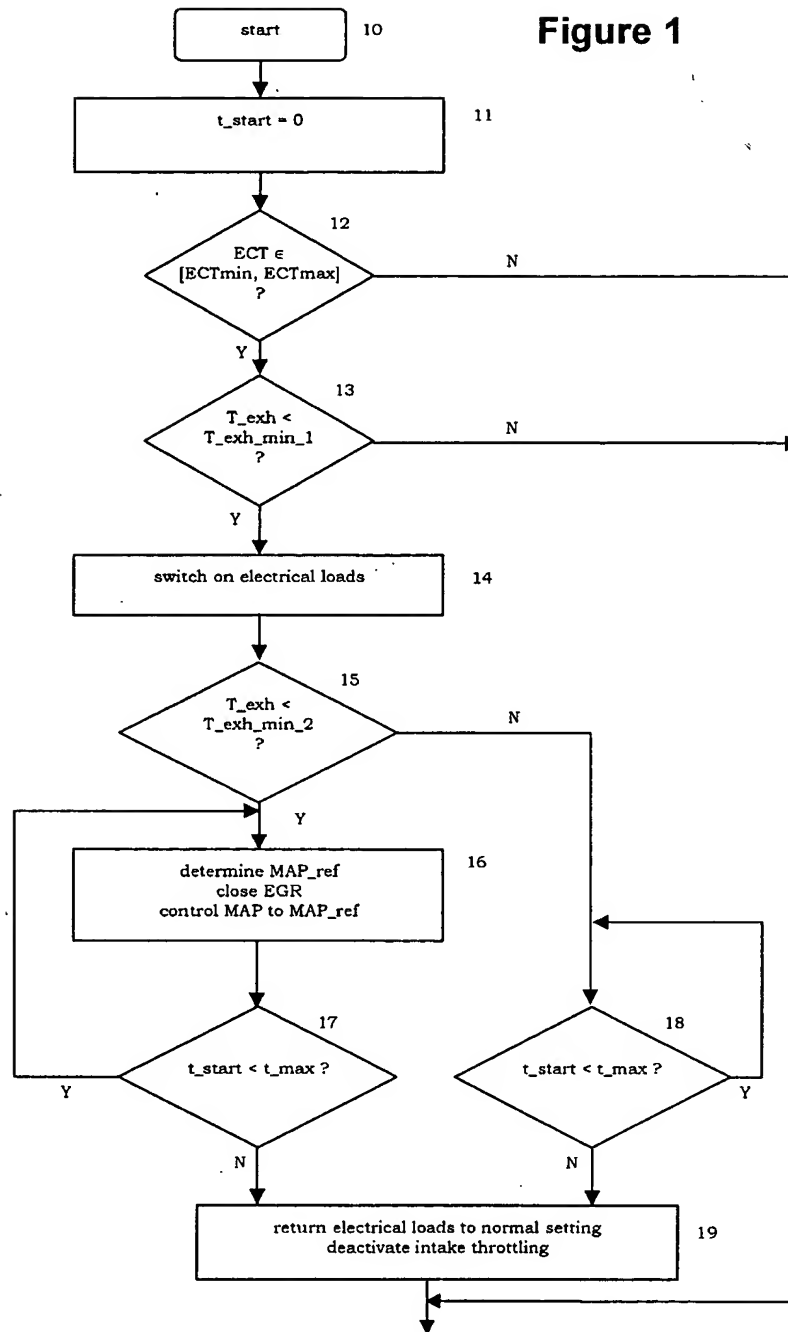 Figure 1
start
10
t_start = 0
11
12
ECT ∈
[ECTmin, ECTmax]
?
N
Y
13
T_exh <
T_exh_min_1
?
N
Y
switch on electrical loads
14
15
T_exh <
T_exh_min_2
?
N
Y
determine MAP_ref
close EGR
control MAP to MAP_ref
16
17
t_start < t_max ?
Y
N
18
t_start < t_max ?
Y
N
return electrical loads to normal setting
deactivate intake throttling
19